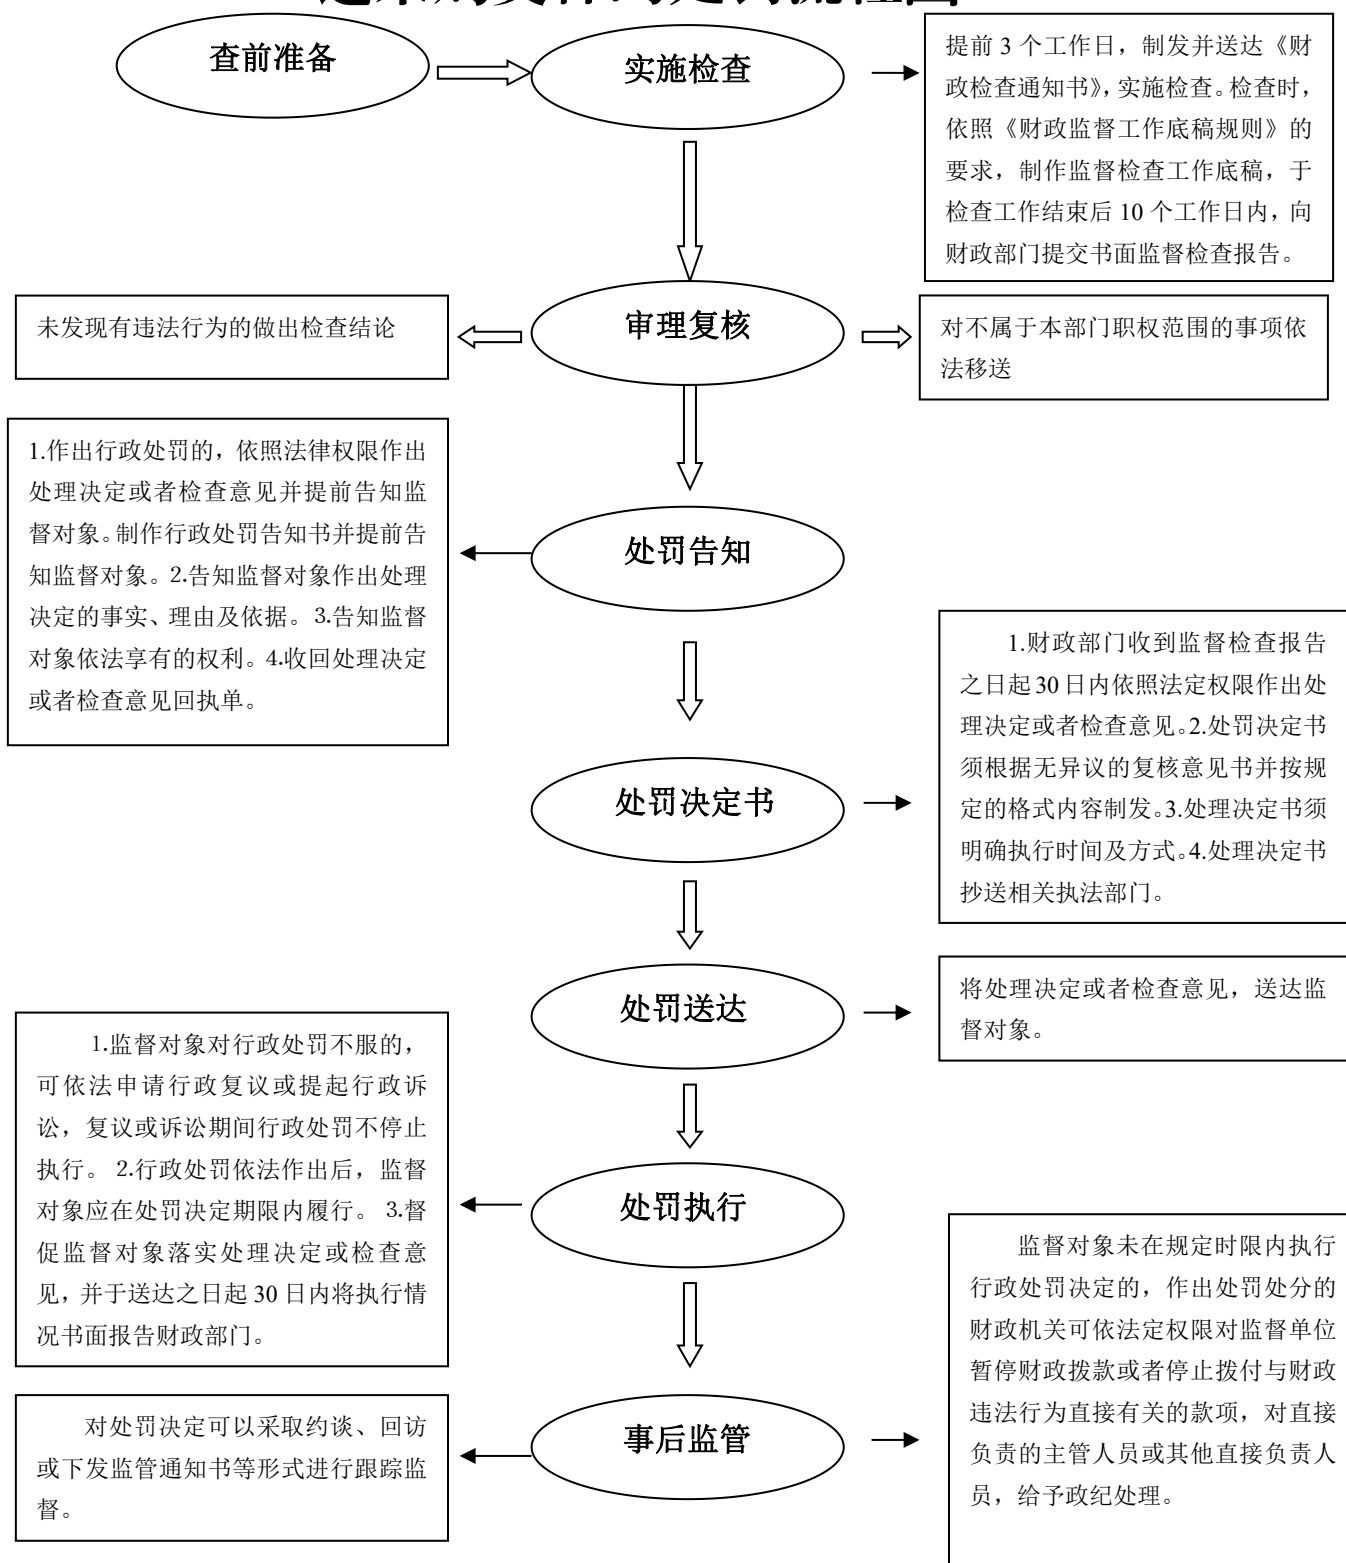 查前准备
实施检查
提前 3 个工作日，制发并送达《财
政检查通知书》，实施检查。检查时，
依照《财政监督工作底稿规则》的
要求，制作监督检查工作底稿，于
检查工作结束后 10 个工作日内，向
财政部门提交书面监督检查报告。
未发现有违法行为的做出检查结论
审理复核
对不属于本部门职权范围的事项依
法移送
1.作出行政处罚的，依照法律权限作出
处理决定或者检查意见并提前告知监
督对象。制作行政处罚告知书并提前告
知监督对象。2.告知监督对象作出处理
决定的事实、理由及依据。3.告知监督
对象依法享有的权利。4.收回处理决定
或者检查意见回执单。
处罚告知
1.财政部门收到监督检查报告
之日起 30 日内依照法定权限作出处
理决定或者检查意见。2.处罚决定书
须根据无异议的复核意见书并按规
定的格式内容制发。3.处理决定书须
明确执行时间及方式。4.处理决定书
抄送相关执法部门。
处罚决定书
处罚送达
将处理决定或者检查意见，送达监
督对象。
1.监督对象对行政处罚不服的，
可依法申请行政复议或提起行政诉
讼，复议或诉讼期间行政处罚不停止
执行。 2.行政处罚依法作出后，监督
对象应在处罚决定期限内履行。 3.督
促监督对象落实处理决定或检查意
见，并于送达之日起 30 日内将执行情
况书面报告财政部门。
处罚执行
监督对象未在规定时限内执行
行政处罚决定的，作出处罚处分的
财政机关可依法定权限对监督单位
暂停财政拨款或者停止拨付与财政
违法行为直接有关的款项，对直接
负责的主管人员或其他直接负责人
员，给予政纪处理。
对处罚决定可以采取约谈、回访
或下发监管通知书等形式进行跟踪监
督。
事后监管